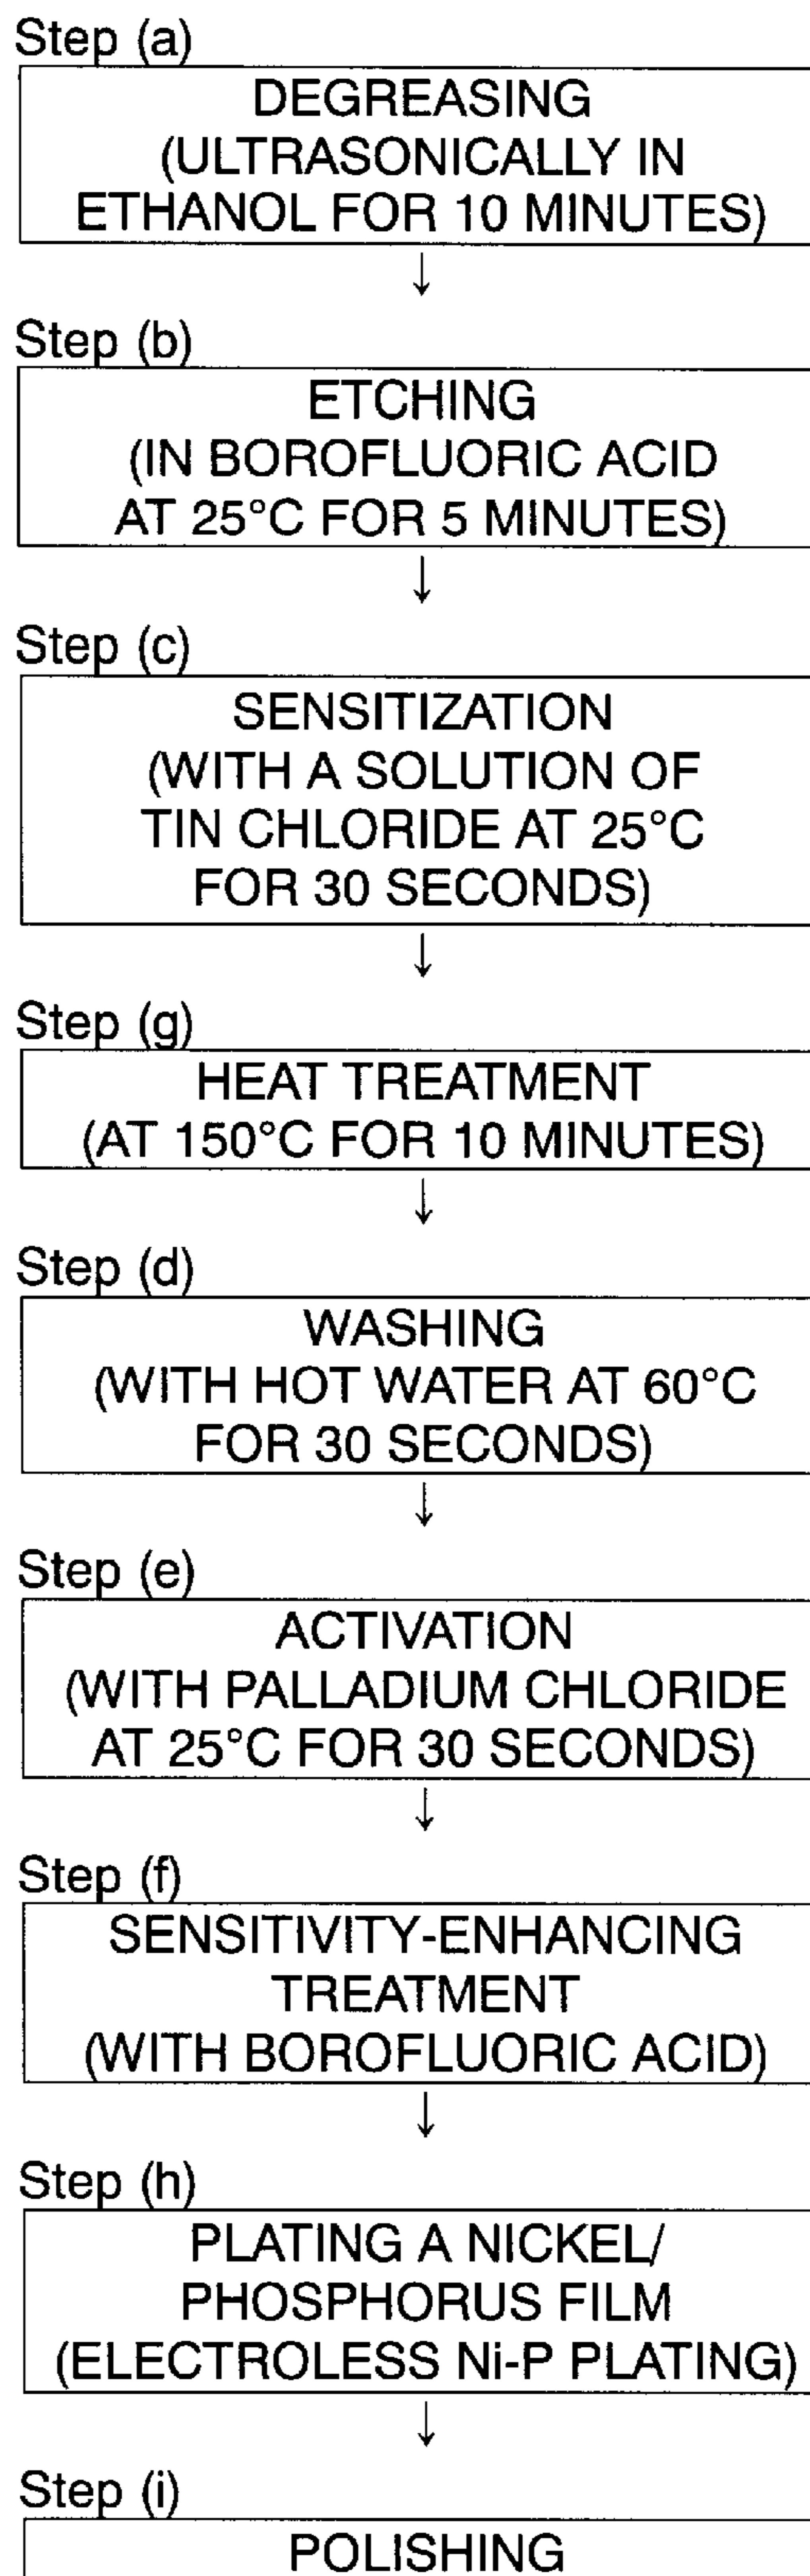 Step (a)
DEGREASING
(ULTRASONICALLY IN
ETHANOL FOR 10 MINUTES)
Step (b)
ETCHING
(IN BOROFLUORIC ACID
AT 25°C FOR 5 MINUTES)
Step (c)
SENSITIZATION
(WITH A SOLUTION OF
TIN CHLORIDE AT 25°C
FOR 30 SECONDS)
Step (g)
HEAT TREATMENT
(AT 150°C FOR 10 MINUTES)
Step (d)
WASHING
(WITH HOT WATER AT 60°C
FOR 30 SECONDS)
Step (e)
ACTIVATION
(WITH PALLADIUM CHLORIDE
AT 25°C FOR 30 SECONDS)
Step (f)
SENSITIVITY-ENHANCING
TREATMENT
(WITH BOROFLUORIC ACID)
Step (h)
PLATING A NICKEL/
PHOSPHORUS FILM
(ELECTROLESS Ni-P PLATING)
Step (i)
POLISHING